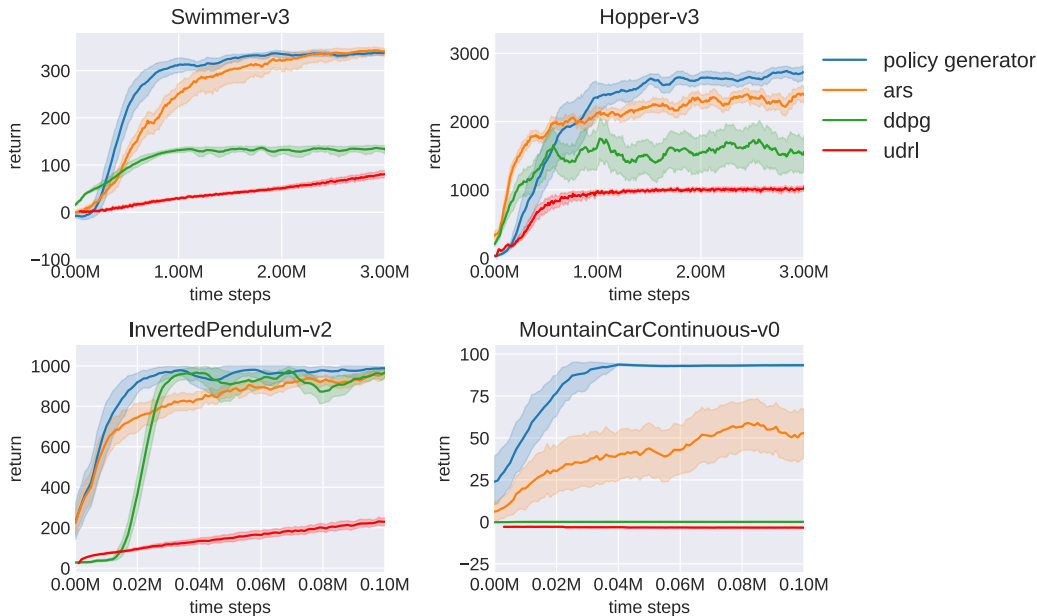 Swimmer-v3
300
200
100
0
−100
return
0.00M 1.00M 2.00M 3.00M
time steps
Hopper-v3
3000
2000
1000
0
return
0.00M 1.00M 2.00M 3.00M
time steps
policy generator
ars
ddpg
udrl
InvertedPendulum-v2
1000
800
600
400
200
0
return
0.00M 0.02M 0.04M 0.06M 0.08M 0.10M
time steps
MountainCarContinuous-v0
100
75
50
25
0
−25
return
0.00M 0.02M 0.04M 0.06M 0.08M 0.10M
time steps